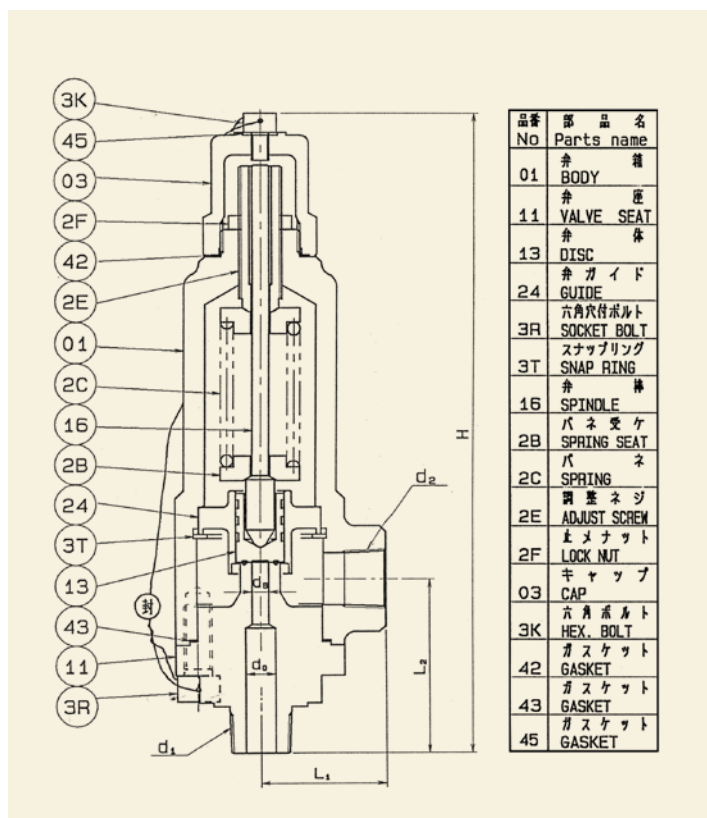 3K
45
03
2F
42
2E
01
2C
16
2B
24
3T
13
封
43
11
3R
H
d₂
dₛ
d₀
d₁
L₂
L₁
品番 部品名
No Parts name
01 弁箱
BODY
11 弁座
VALVE SEAT
13 弁体
DISC
24 弁ガイド
GUIDE
3R 六角穴付ボルト
SOCKET BOLT
3T スナップリング
SNAP RING
16 弁棒
SPINDLE
2B バネ受ケ
SPRING SEAT
2C バネ
SPRING
2E 調整ネジ
ADJUST SCREW
2F 止メナット
LOCK NUT
03 キャップ
CAP
3K 六角ボルト
HEX. BOLT
42 ガスケット
GASKET
43 ガスケット
GASKET
45 ガスケット
GASKET